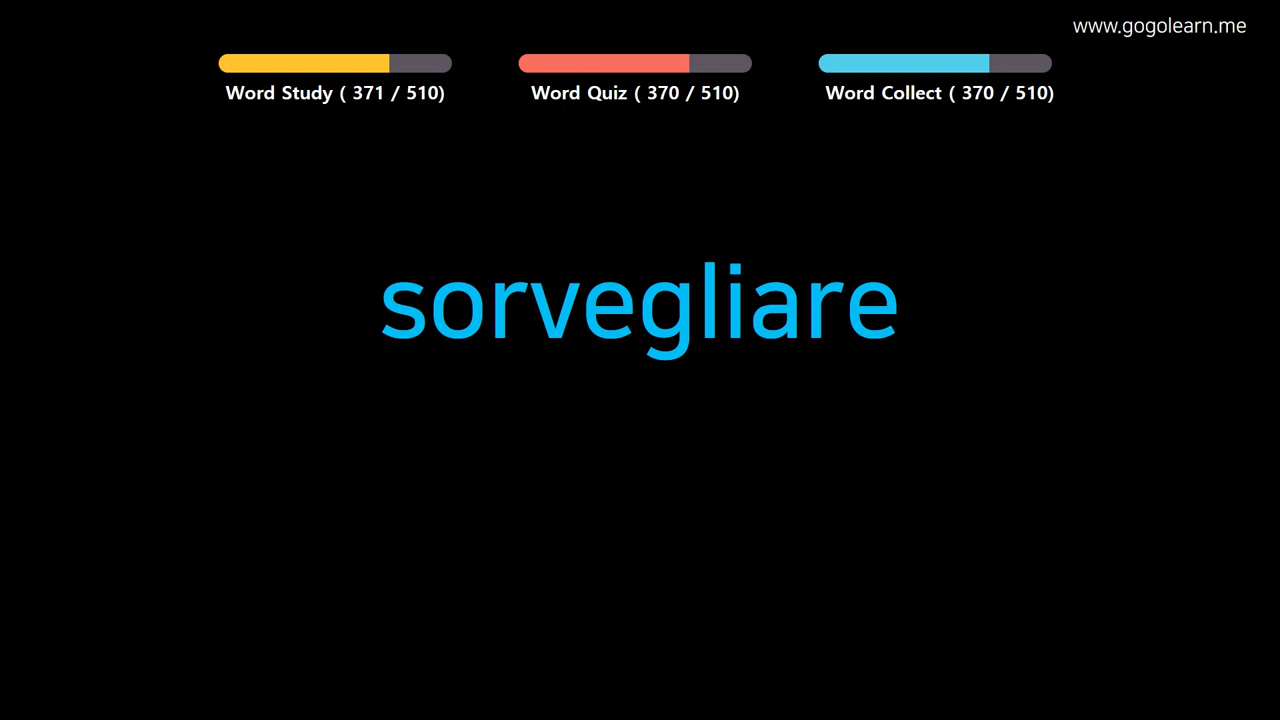 www.gogolearn.me
Word Study ( 371 / 510)
Word Quiz ( 370 / 510)
Word Collect ( 370 / 510)
sorvegliare